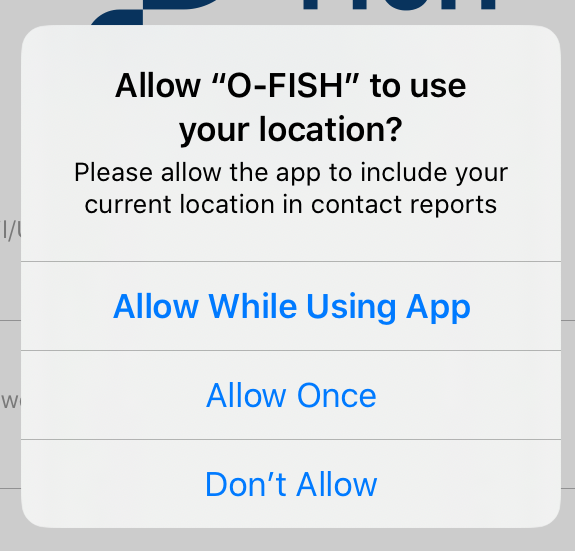 Allow “O-FISH” to use
your location?
Please allow the app to include your
current location in contact reports
Allow While Using App
Allow Once
Don’t Allow